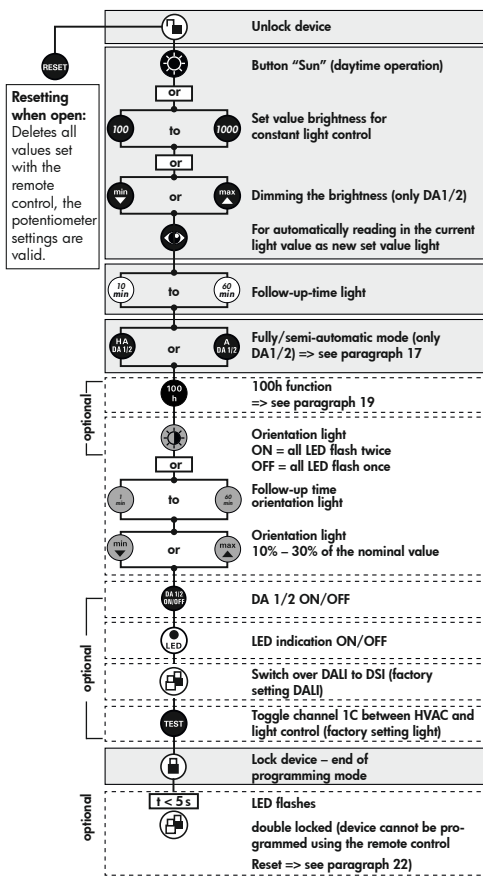 Unlock device
RESET
Resetting
when open:
Deletes all
values set
with the
remote
control, the
potentiometer
settings are
valid.
Button “Sun” (daytime operation)
or
100
to
1000
Set value brightness for
constant light control
or
min
or
max
Dimming the brightness (only DA1/2)
For automatically reading in the current
light value as new set value light
10
min
to
60
min
Follow-up-time light
HA
DA 1/2
or
A
DA 1/2
Fully/semi-automatic mode (only
DA1/2) => see paragraph 17
optional
100
h
100h function
=> see paragraph 19
Orientation light
ON = all LED flash twice
OFF = all LED flash once
or
1
min
to
60
min
Follow-up time
orientation light
min
or
max
Orientation light
10% – 30% of the nominal value
optional
DA 1/2
ON/OFF
DA 1/2 ON/OFF
LED
LED indication ON/OFF
Switch over DALI to DSI (factory
setting DALI)
TEST
Toggle channel 1C between HVAC and
light control (factory setting light)
Lock device – end of
programming mode
optional
t < 5 s
LED flashes
double locked (device cannot be pro-
grammed using the remote control
Reset => see paragraph 22)